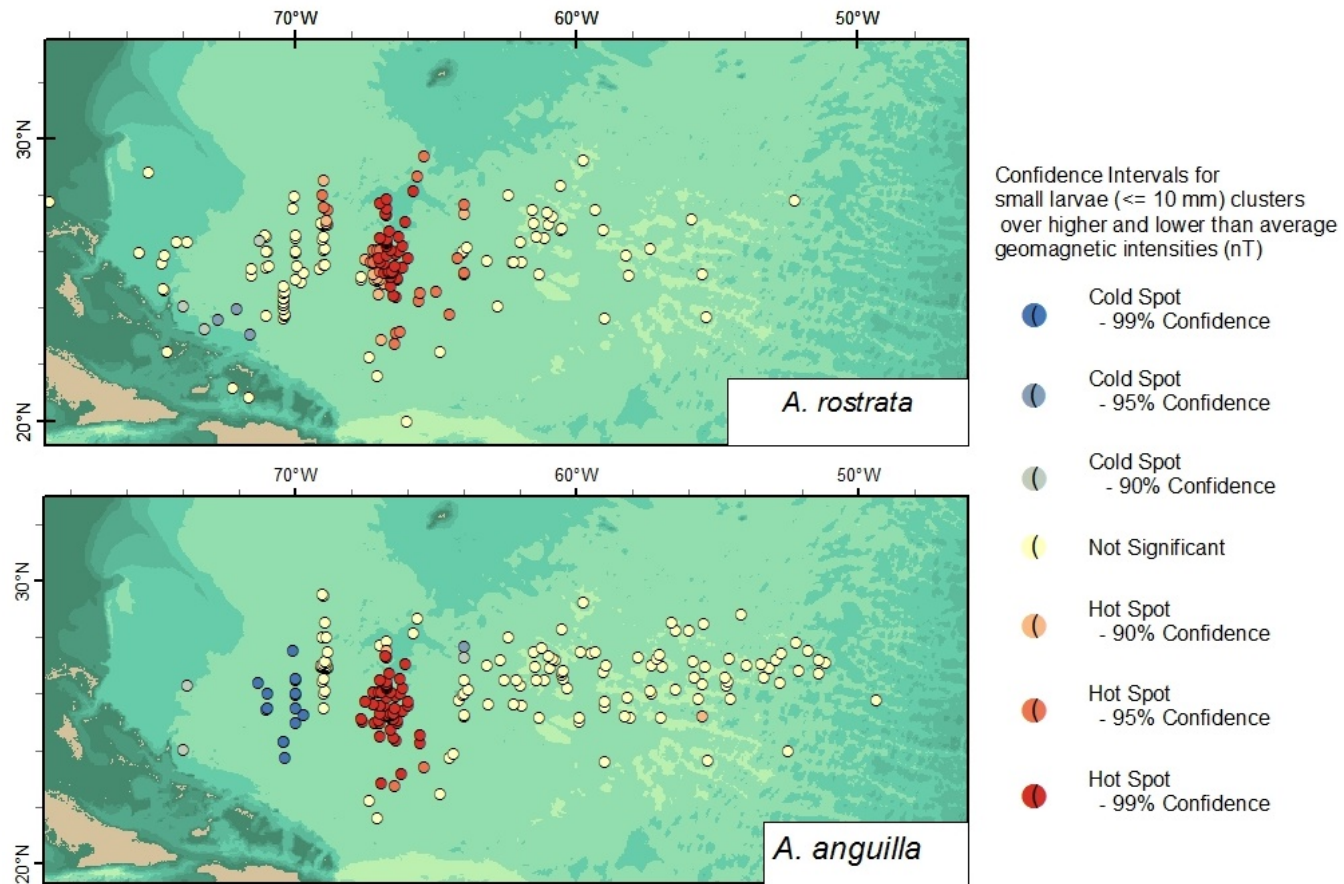 70°W 60°W 50°W
30°N
20°N
A. rostrata
70°W 60°W 50°W
30°N
20°N
A. anguilla
Confidence Intervals for
small larvae (<= 10 mm) clusters
over higher and lower than average
geomagnetic intensities (nT)
Cold Spot
- 99% Confidence
Cold Spot
- 95% Confidence
Cold Spot
- 90% Confidence
Not Significant
Hot Spot
- 90% Confidence
Hot Spot
- 95% Confidence
Hot Spot
- 99% Confidence